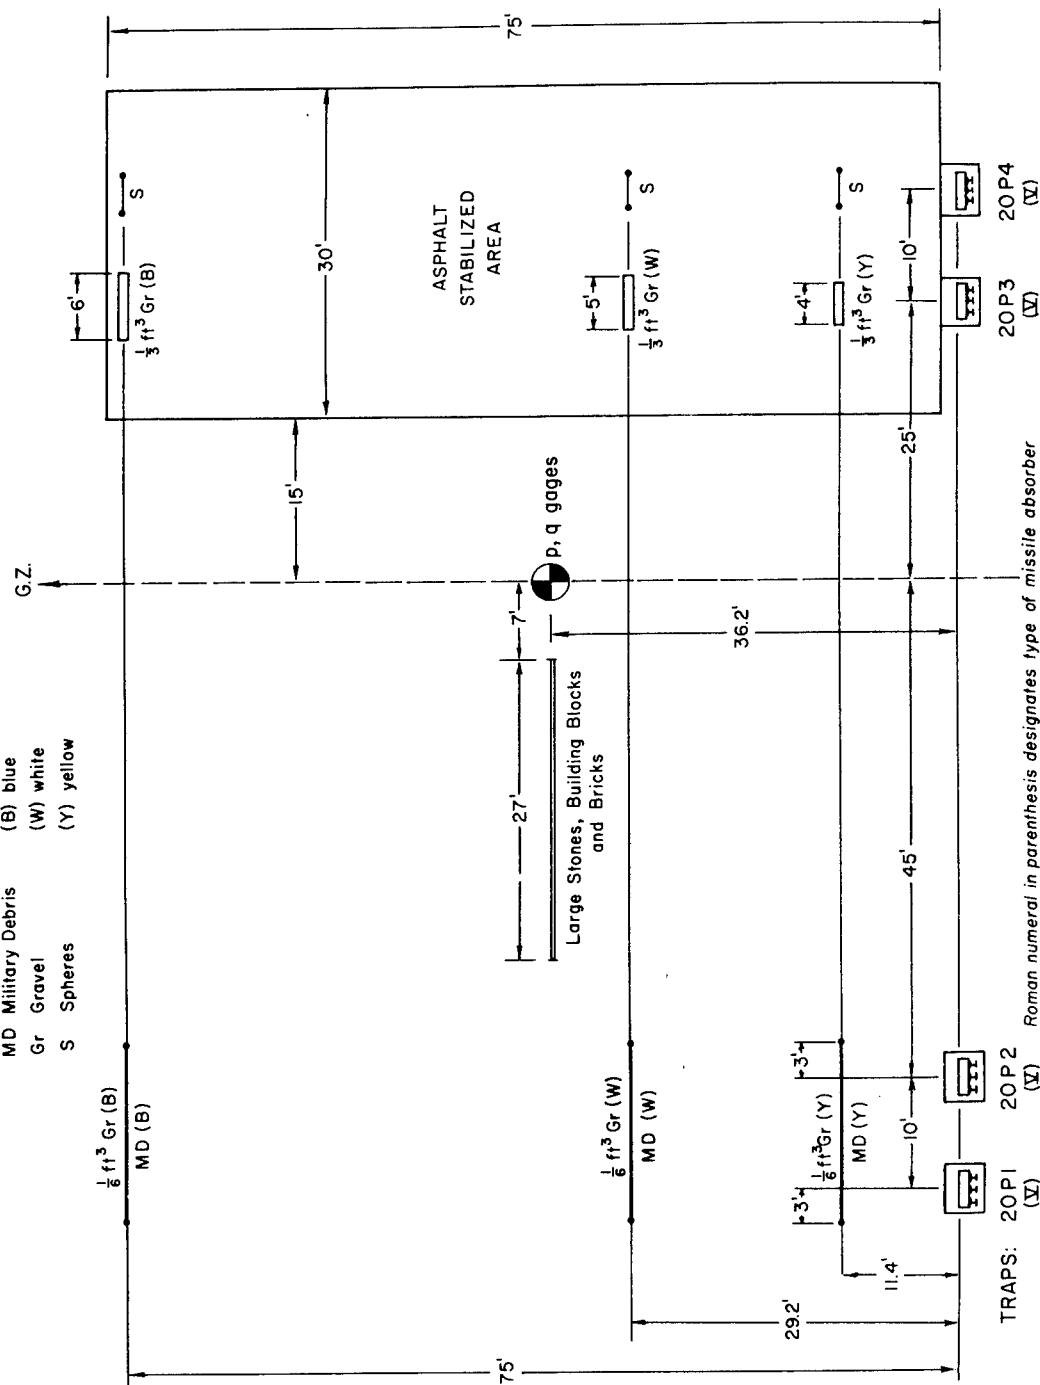 MD Military Debris (B) blue
Gr Gravel (W) white
S Spheres (Y) yellow
G.Z.
75'
6'
1/3 ft³ Gr (B)
S
30'
15'
ASPHALT
STABILIZED
AREA
5'
1/3 ft³ Gr (W)
S
4'
1/3 ft³ Gr (Y)
S
p, q gages
7'
27'
Large Stones, Building Blocks
and Bricks
36.2'
1/6 ft³ Gr (B)
MD (B)
1/6 ft³ Gr (W)
MD (W)
1/6 ft³ Gr (Y)
MD (Y)
3'
3'
10'
45'
25'
10'
11.4'
29.2'
75'
TRAPS: 20P1 20P2 20P3 20P4
(V) (V) (V) (V)
Roman numeral in parenthesis designates type of missile absorber